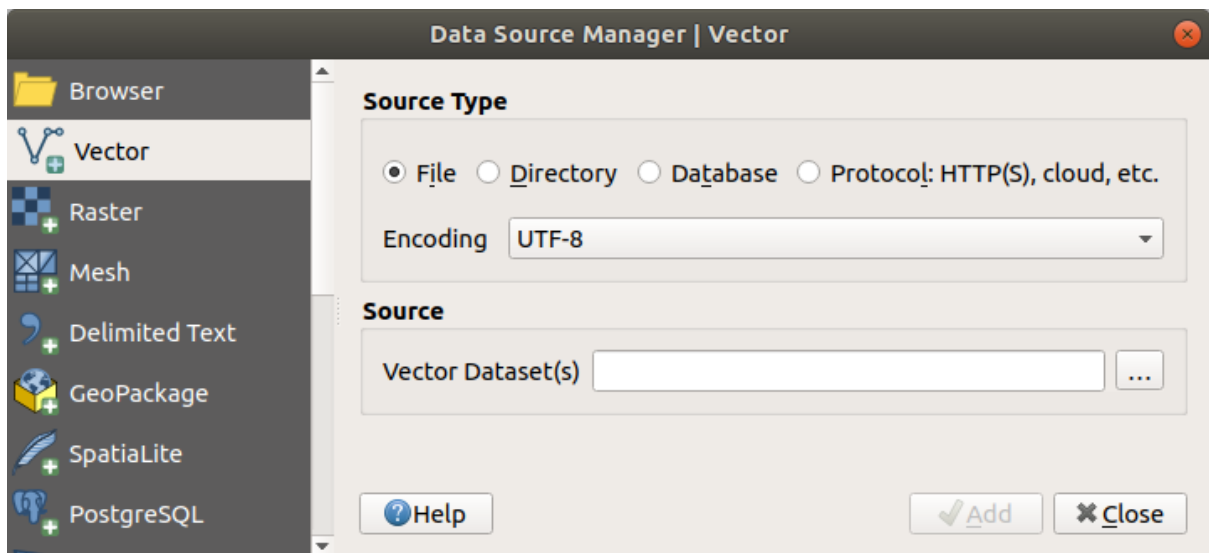 Data Source Manager | Vector
Browser
Vector
Raster
Mesh
Delimited Text
GeoPackage
SpatiaLite
PostgreSQL
Source Type
File Directory Database Protocol: HTTP(S), cloud, etc.
Encoding UTF-8
Source
Vector Dataset(s) ...
Help Add Close